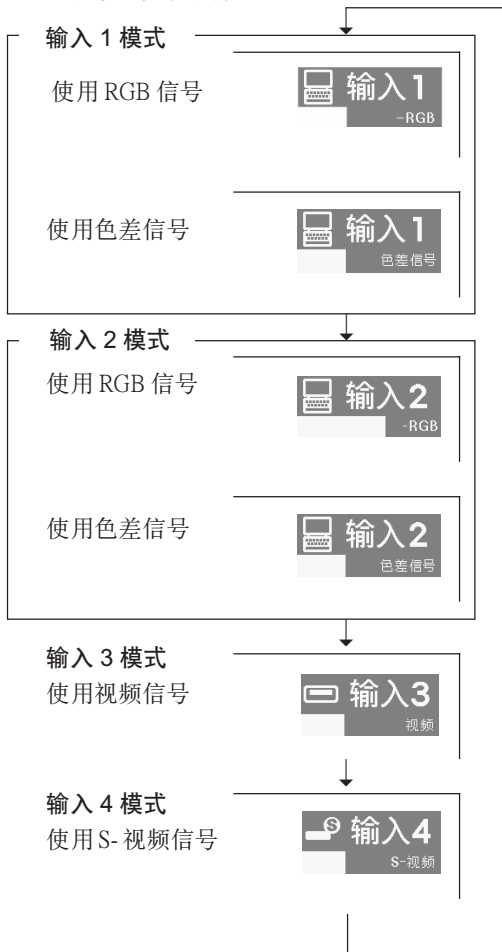 输入 1 模式
使用 RGB 信号
输入1
-RGB
使用色差信号
输入1
色差信号
输入 2 模式
使用 RGB 信号
输入2
-RGB
使用色差信号
输入2
色差信号
输入 3 模式
使用视频信号
输入3
视频
输入 4 模式
使用 S- 视频信号
S 输入4
S-视频